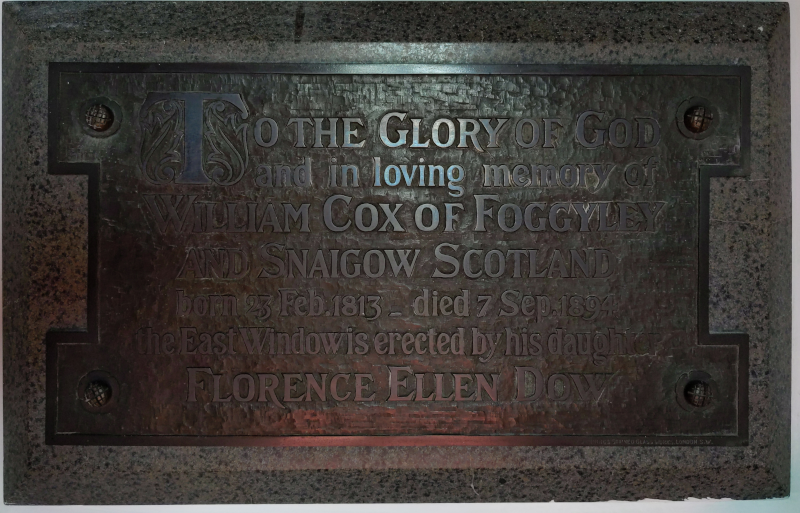 TO THE GLORY OF GOD
and in loving memory of
WILLIAM COX OF FOGGYLEY
AND SNAIGOW SCOTLAND
born 23 Feb. 1813 _ died 7 Sep. 1894
the East Window is erected by his daughter
FLORENCE ELLEN DOW